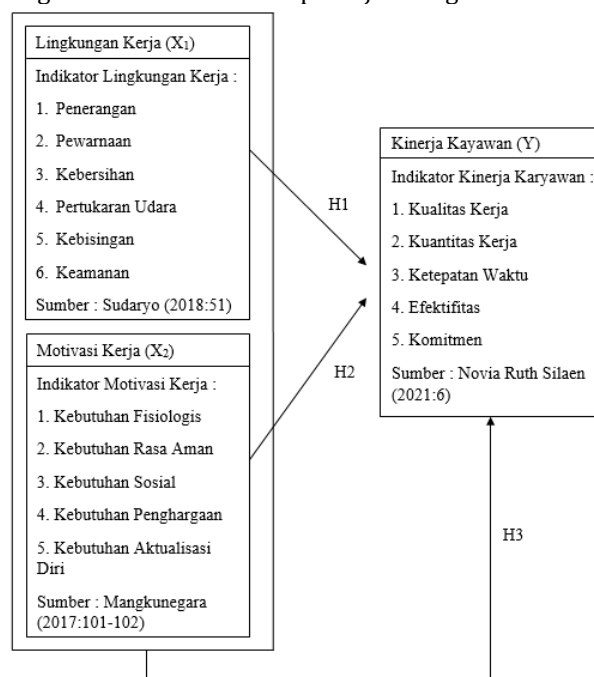 Lingkungan Kerja (X₁)
Indikator Lingkungan Kerja :
1. Penerangan
2. Pewarnaan
3. Kebersihan
4. Pertukaran Udara
5. Kebisingan
6. Keamanan
Sumber : Sudaryo (2018:51)
Motivasi Kerja (X₂)
Indikator Motivasi Kerja :
1. Kebutuhan Fisiologis
2. Kebutuhan Rasa Aman
3. Kebutuhan Sosial
4. Kebutuhan Penghargaan
5. Kebutuhan Aktualisasi
Diri
Sumber : Mangkunegara
(2017:101-102)
H1
H2
Kinerja Kayawan (Y)
Indikator Kinerja Karyawan :
1. Kualitas Kerja
2. Kuantitas Kerja
3. Ketepatan Waktu
4. Efektifitas
5. Komitmen
Sumber : Novia Ruth Silaen
(2021:6)
H3